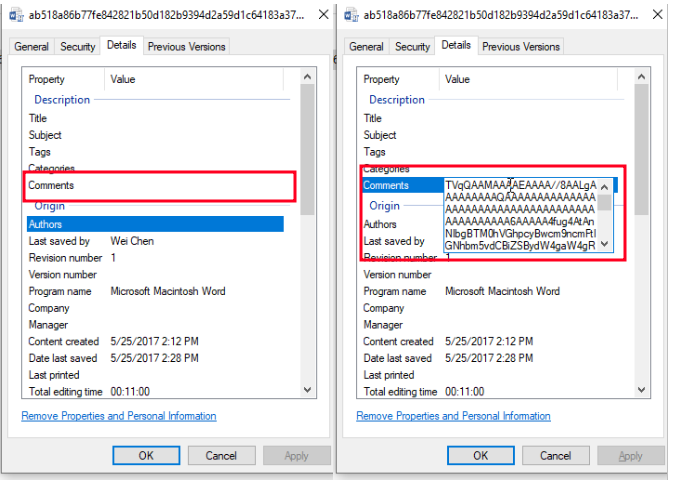 ab518a86b77fe842821b50d182b9394d2a59d1c64183a37...
General Security Details Previous Versions
Property Value
Description
Title
Subject
Tags
Categories
Comments
Origin
Authors
Last saved by Wei Chen
Revision number 1
Version number
Program name Microsoft Macintosh Word
Company
Manager
Content created 5/25/2017 2:12 PM
Date last saved 5/25/2017 2:28 PM
Last printed
Total editing time 00:11:00
Remove Properties and Personal Information
OK Cancel Apply
ab518a86b77fe842821b50d182b9394d2a59d1c64183a37...
General Security Details Previous Versions
Property Value
Description
Title
Subject
Tags
Categories
Comments TVqQAAMAAAAEAAAA//8AALgA
AAAAAAAAQAAAAAAAAAAAAAAA
Origin
AAAAAAAAAAAAAAAAAAAAAAAA
Authors AAAAAAAAAA6AAAAA4fug4AtAn
Last saved by NIbgBTM0hVGhpcyBwcm9ncmFtI
GNhbm5vdCBiZSBydW4gaW4gR
Revision number 1
Version number
Program name Microsoft Macintosh Word
Company
Manager
Content created 5/25/2017 2:12 PM
Date last saved 5/25/2017 2:28 PM
Last printed
Total editing time 00:11:00
Remove Properties and Personal Information
OK Cancel Apply